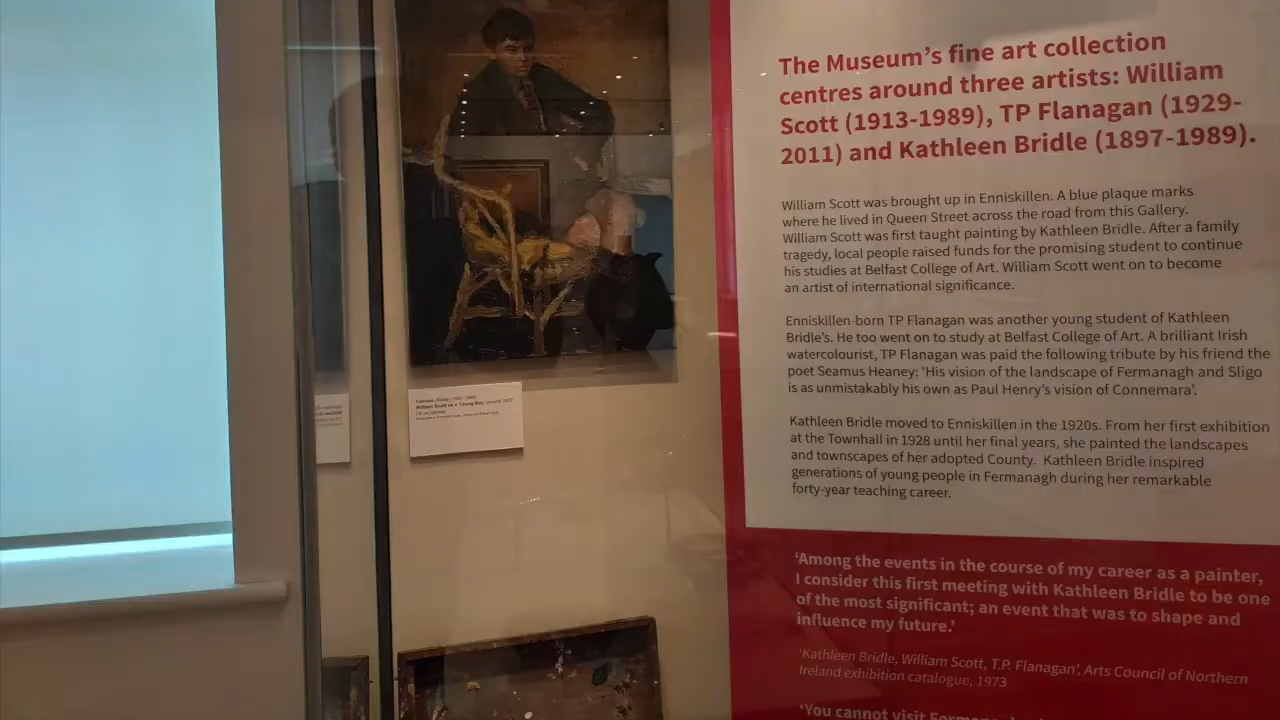 The Museum's fine art collection
centres around three artists: William
Scott (1913-1989), TP Flanagan (1929-
2011) and Kathleen Bridle (1897-1989).
William Scott was brought up in Enniskillen. A blue plaque marks
where he lived in Queen Street across the road from this Gallery.
William Scott was first taught painting by Kathleen Bridle. After a family
tragedy, local people raised funds for the promising student to continue
his studies at Belfast College of Art. William Scott went on to become
an artist of international significance.
Enniskillen-born TP Flanagan was another young student of Kathleen
Bridle's. He too went on to study at Belfast College of Art. A brilliant Irish
watercolourist, TP Flanagan was paid the following tribute by his friend the
poet Seamus Heaney: 'His vision of the landscape of Fermanagh and Sligo
is as unmistakably his own as Paul Henry's vision of Connemara'.
Kathleen Bridle moved to Enniskillen in the 1920s. From her first exhibition
at the Townhall in 1928 until her final years, she painted the landscapes
and townscapes of her adopted County. Kathleen Bridle inspired
generations of young people in Fermanagh during her remarkable
forty-year teaching career.
'Among the events in the course of my career as a painter,
I consider this first meeting with Kathleen Bridle to be one
of the most significant; an event that was to shape and
influence my future.'
'Kathleen Bridle, William Scott, T.P. Flanagan', Arts Council of Northern
Ireland exhibition catalogue, 1973
'You cannot visit
Kathleen Bridle
William Scott as a Young Boy, around 1927